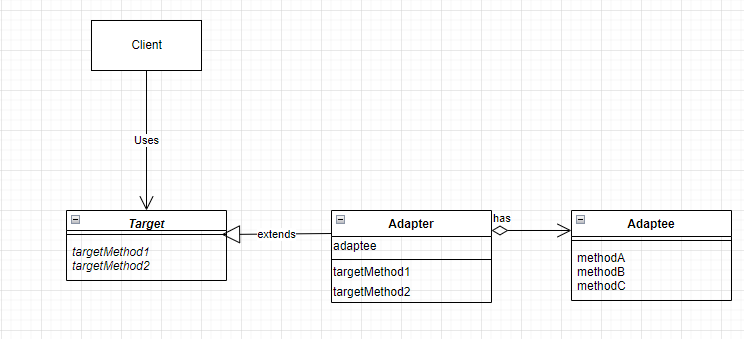 Client
Uses
Target
targetMethod1
targetMethod2
extends
Adapter
adaptee
targetMethod1
targetMethod2
has
Adaptee
methodA
methodB
methodC